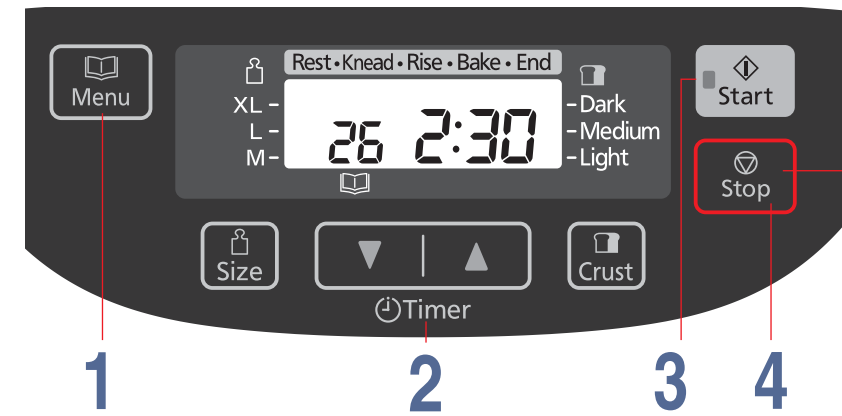 Menu
Rest • Knead • Rise • Bake • End
XL –
L –
M –
26 2:30
– Dark
– Medium
– Light
Start
Stop
Size
Crust
Timer
1
2
3
4